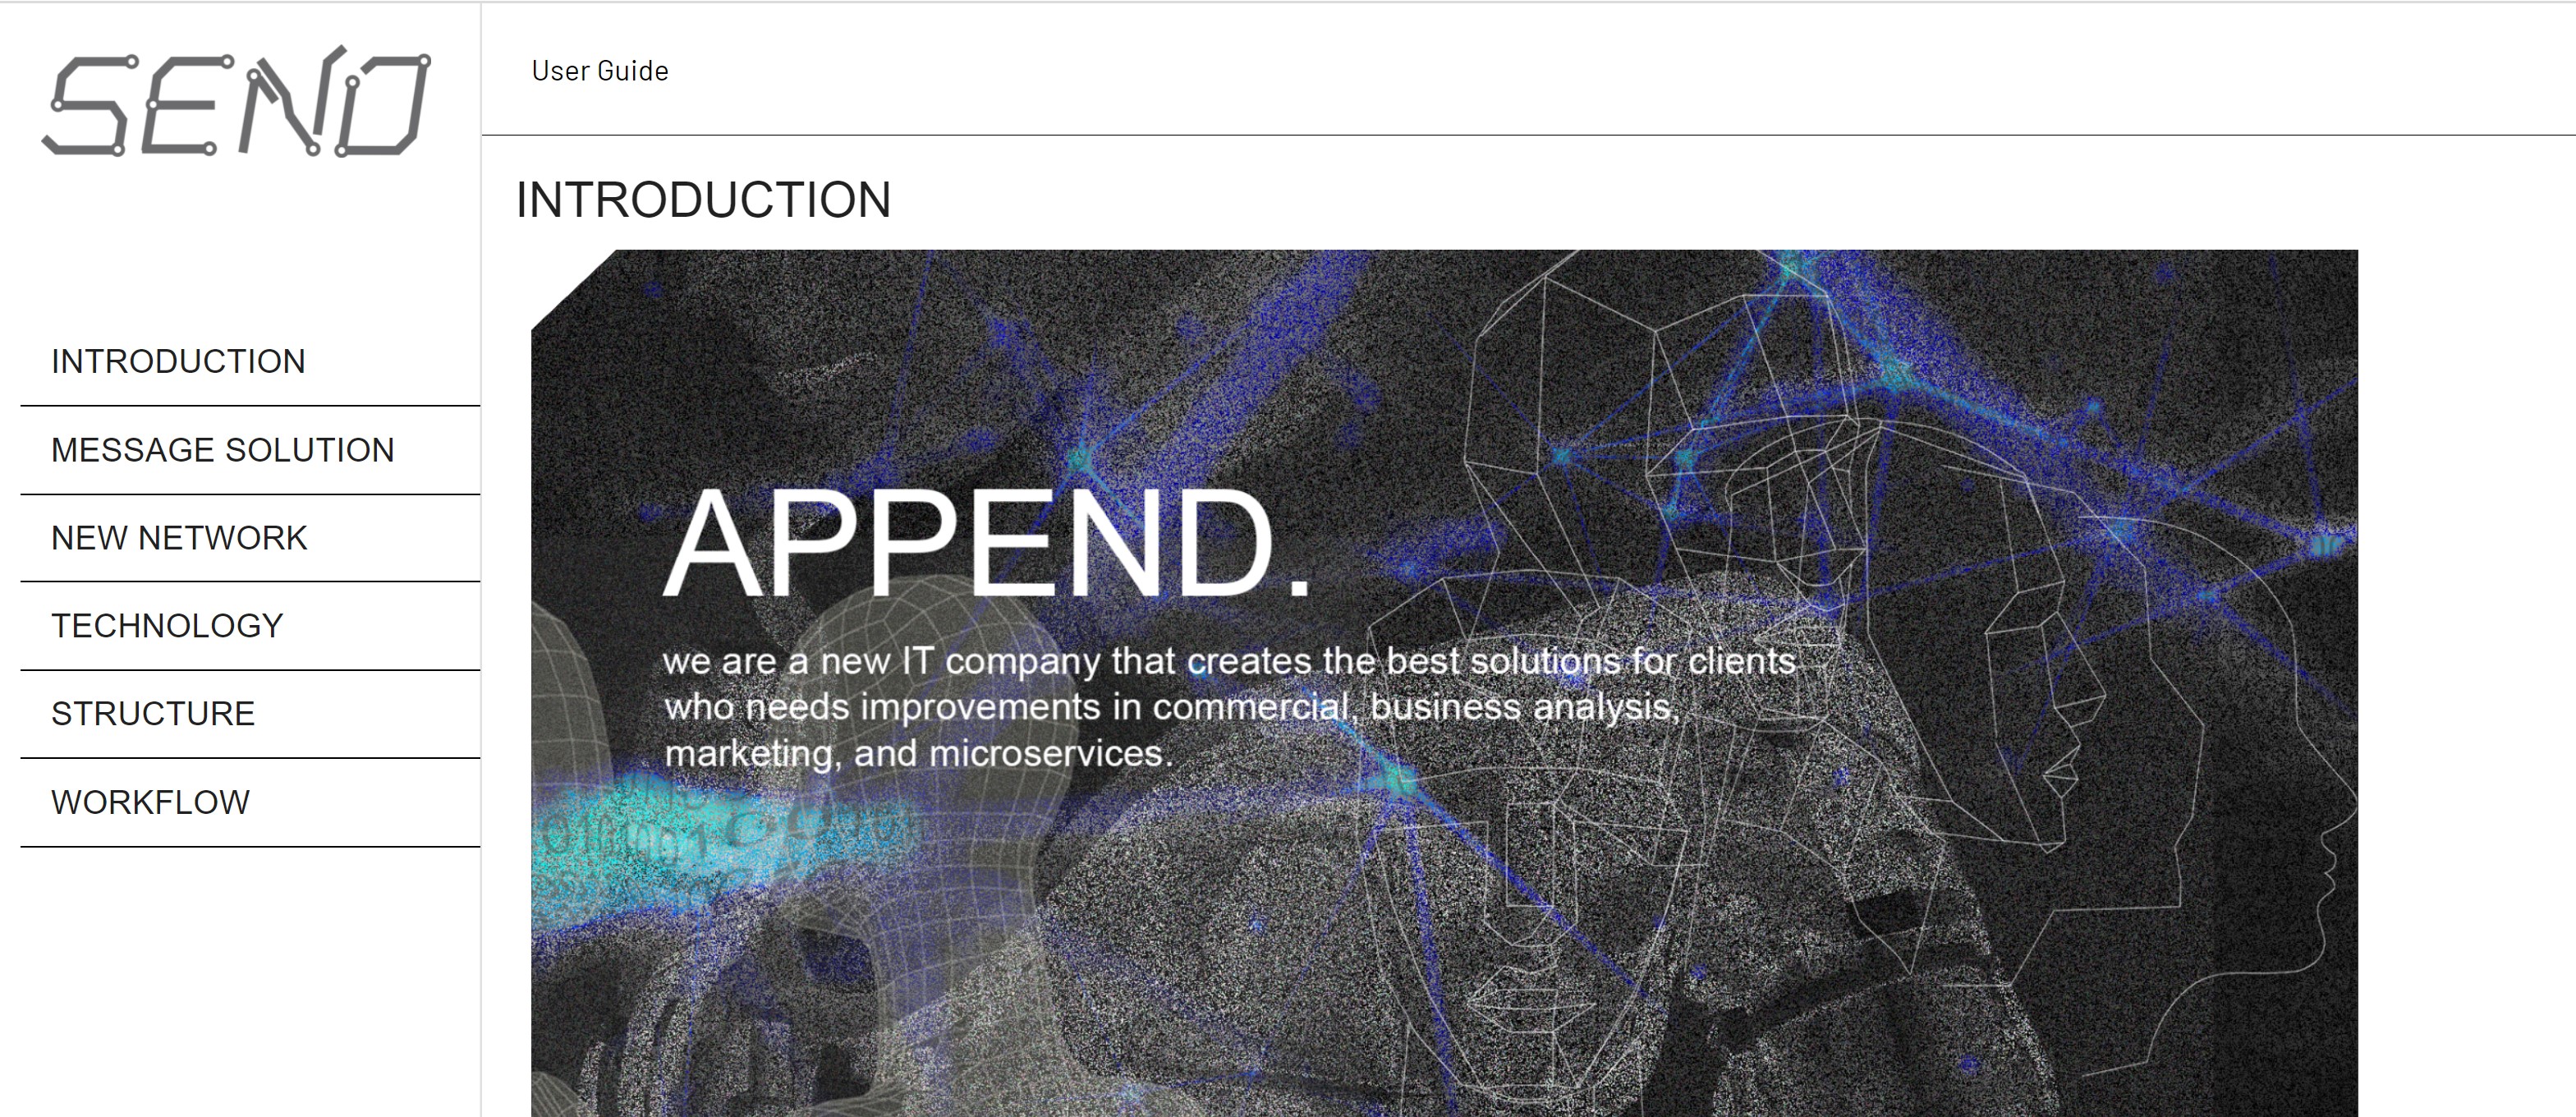 SEND
User Guide
INTRODUCTION
INTRODUCTION
MESSAGE SOLUTION
NEW NETWORK
TECHNOLOGY
STRUCTURE
WORKFLOW
APPEND.
we are a new IT company that creates the best solutions for clients
who needs improvements in commercial, business analysis,
marketing, and microservices.